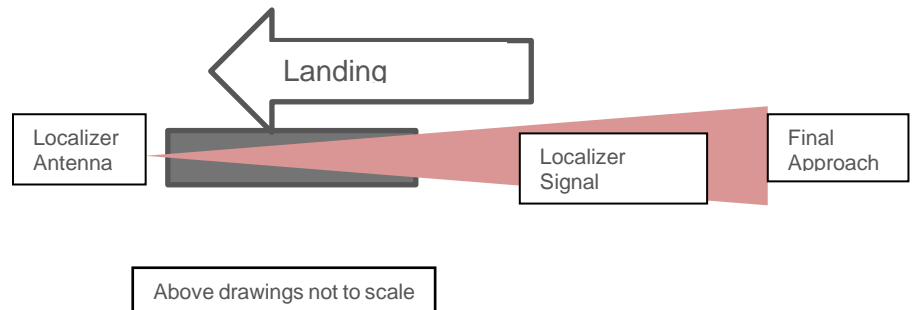 Landing
Localizer
Antenna
Localizer
Signal
Final
Approach
Above drawings not to scale